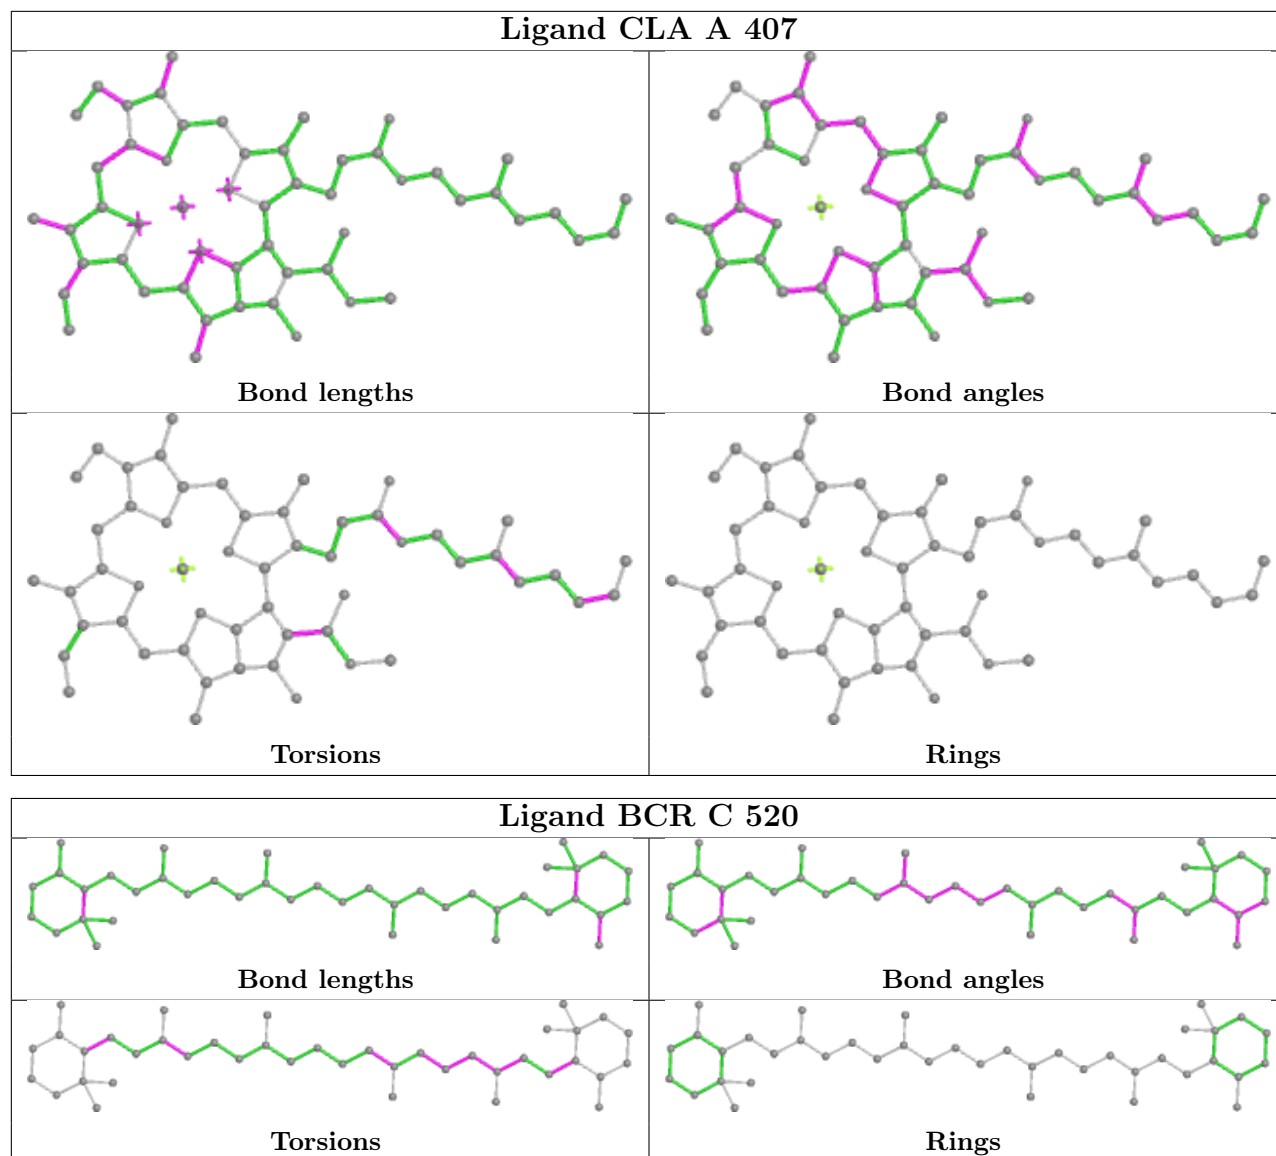 Ligand CLA A 407
Bond lengths
Bond angles
Torsions
Rings
Ligand BCR C 520
Bond lengths
Bond angles
Torsions
Rings